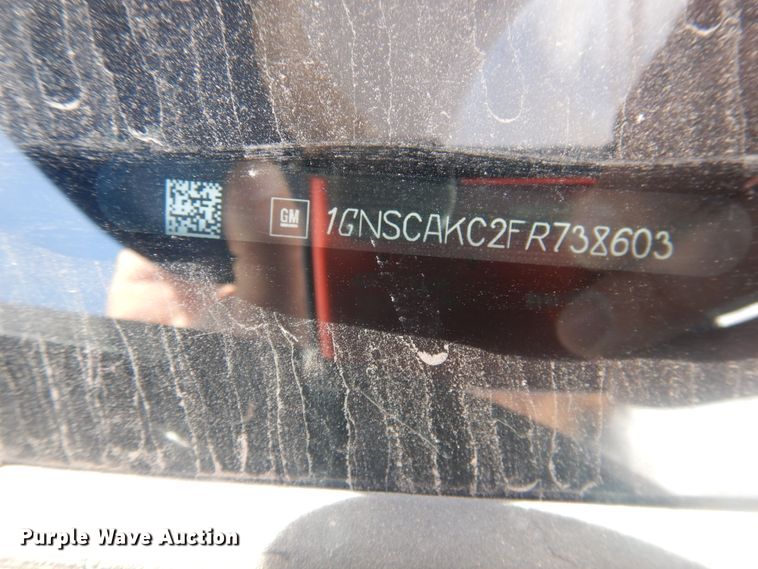 GM 1GNSCAKC2FR738603
Purple Wave Auction